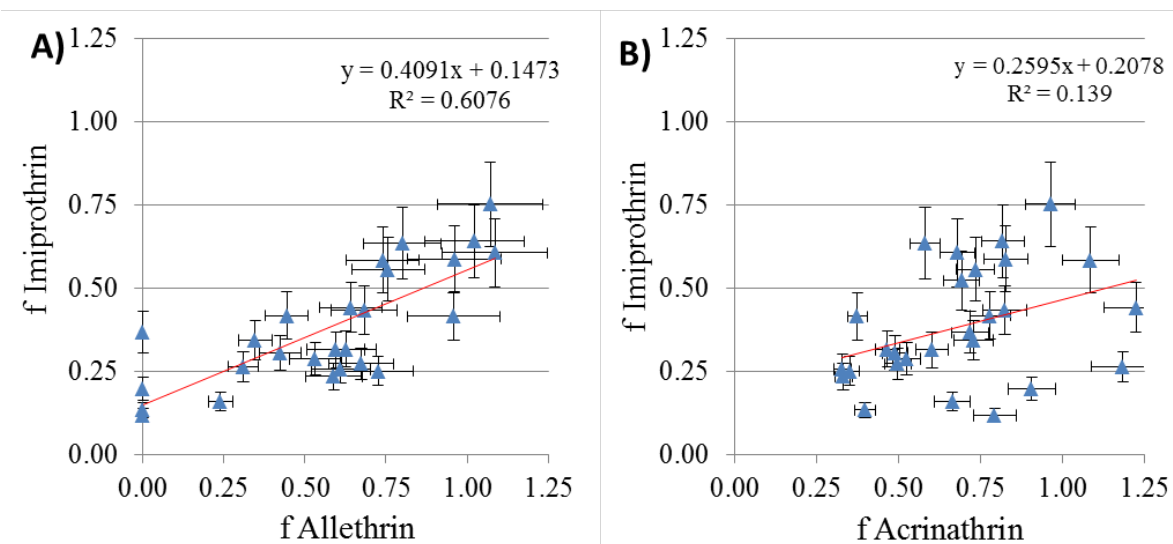 A)
y = 0.4091x + 0.1473
R² = 0.6076
f Imiprothrin
1.25
1.00
0.75
0.50
0.25
0.00
0.00 0.25 0.50 0.75 1.00 1.25
f Allethrin
B)
y = 0.2595x + 0.2078
R² = 0.139
f Imiprothrin
1.25
1.00
0.75
0.50
0.25
0.00
0.00 0.25 0.50 0.75 1.00 1.25
f Acrinathrin